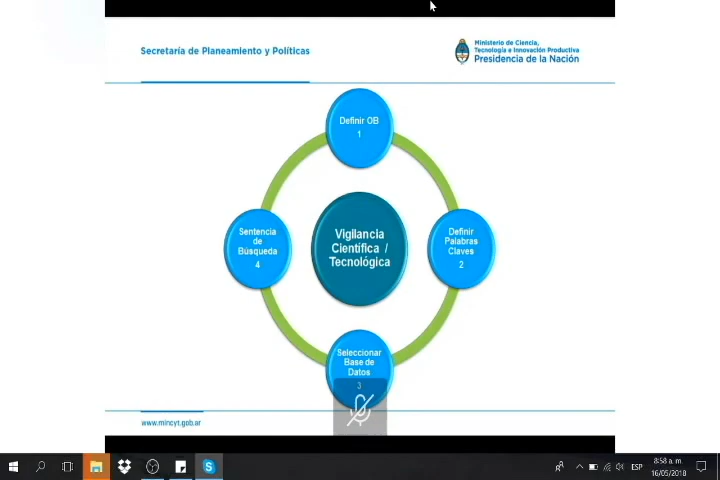 Secretaría de Planeamiento y Políticas
Ministerio de Ciencia,
Tecnología e Innovación Productiva
Presidencia de la Nación
Definir OB
1
Definir
Palabras
Claves
2
Seleccionar
Base de
Datos
3
Sentencia
de
Búsqueda
4
Vigilancia
Científica /
Tecnológica
www.mincyt.gob.ar
ESP
8:58 a. m.
16/05/2018